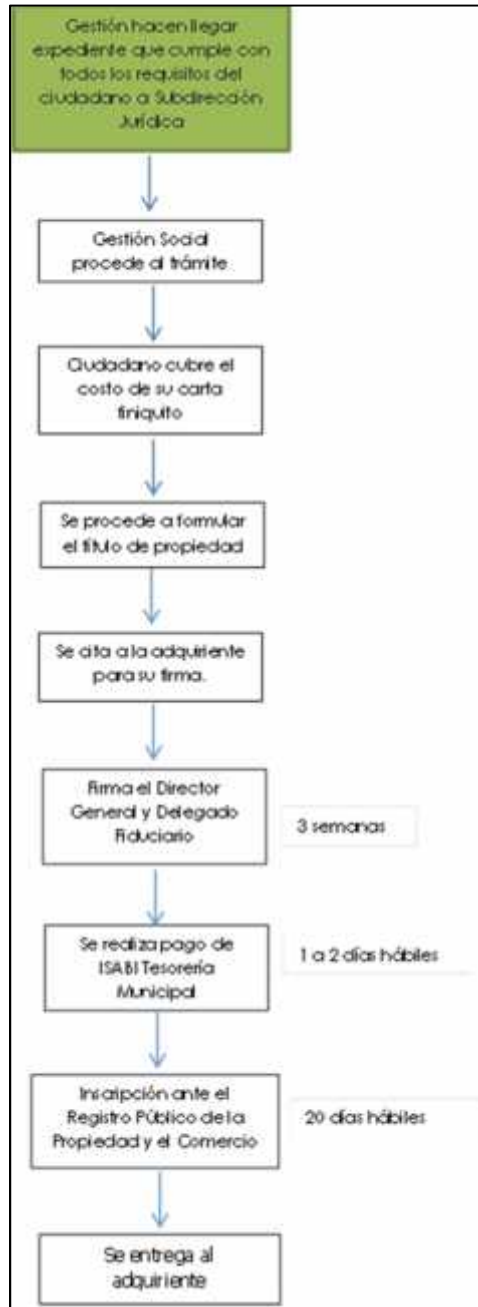 Gestión hacen llegar
expediente que cumple con
todos los requisitos del
ciudadano a Subdirección
Jurídica
Gestión Social
procede al trámite
Ciudadano cubre el
costo de su carta
finiquito
Se procede a formular
el título de propiedad
Se cita a la adquiriente
para su firma.
Firma el Director
General y Delegado
Fiduciario
3 semanas
Se realiza pago de
ISABI Tesorería
Municipal
1 a 2 días hábiles
Inscripción ante el
Registro Público de la
Propiedad y el Comercio
20 días hábiles
Se entrega al
adquiriente